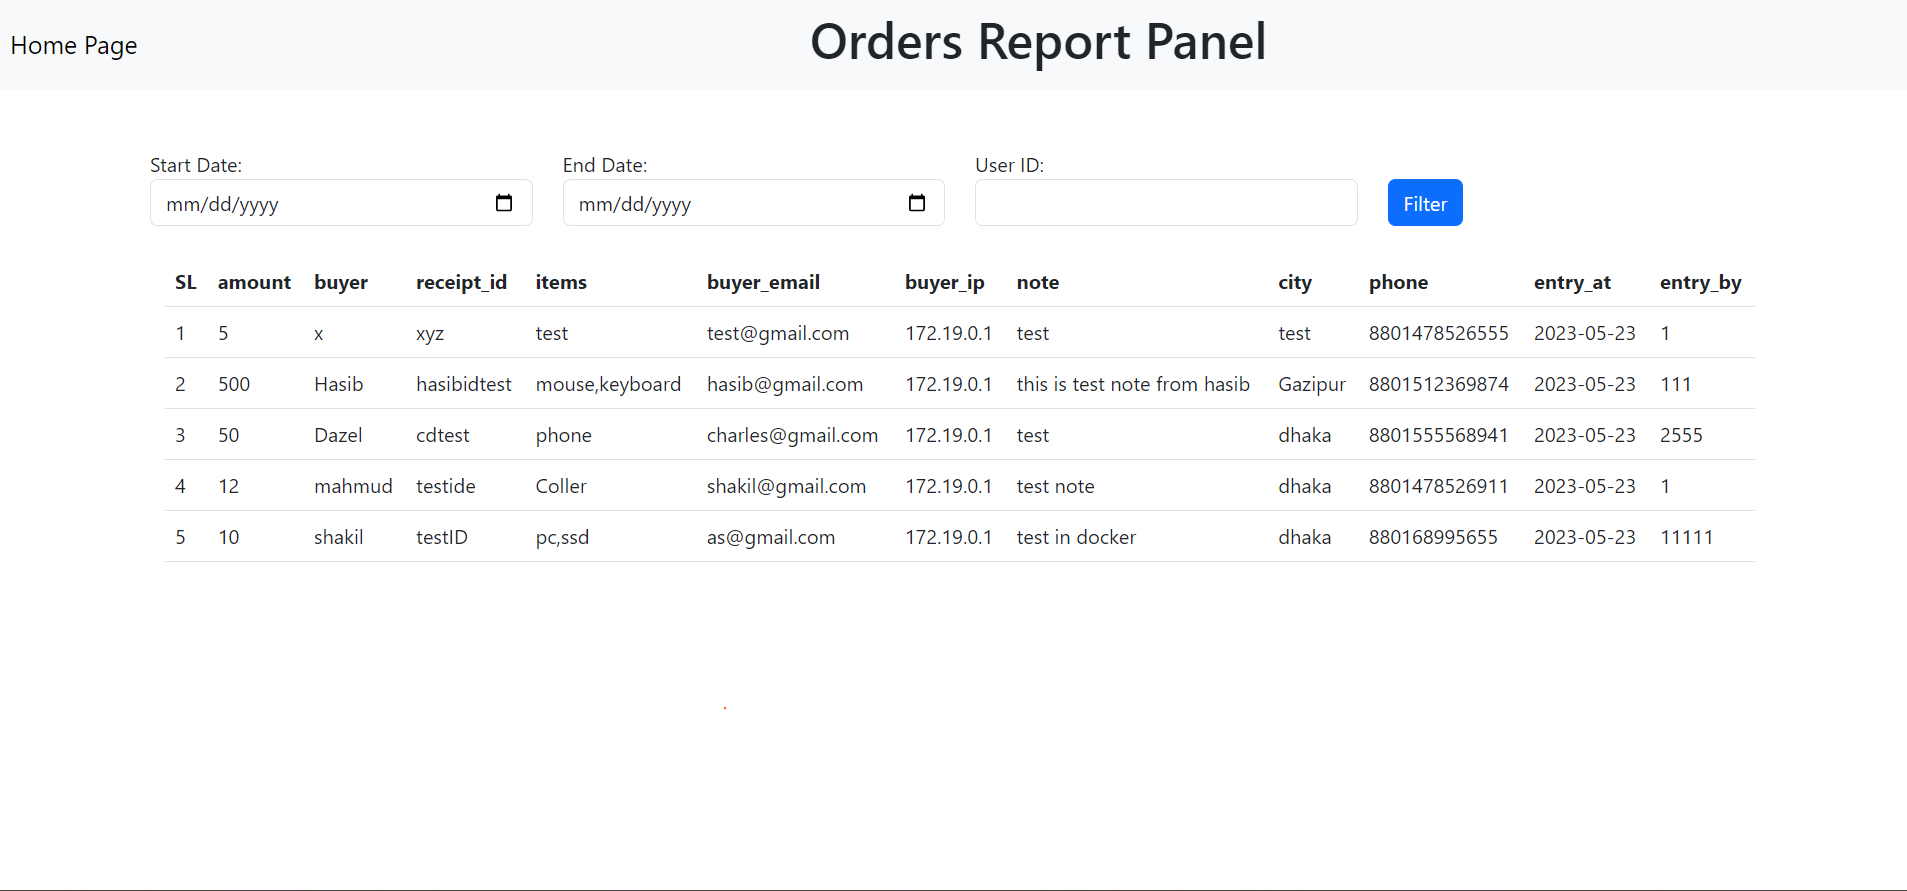 Home Page Orders Report Panel
Start Date: End Date: User ID:
mm/dd/yyyy mm/dd/yyyy Filter
SL amount buyer receipt_id items buyer_email buyer_ip note city phone entry_at entry_by
1 5 x xyz test test@gmail.com 172.19.0.1 test test 8801478526555 2023-05-23 1
2 500 Hasib hasibidtest mouse,keyboard hasib@gmail.com 172.19.0.1 this is test note from hasib Gazipur 8801512369874 2023-05-23 111
3 50 Dazel cdtest phone charles@gmail.com 172.19.0.1 test dhaka 8801555568941 2023-05-23 2555
4 12 mahmud testide Coller shakil@gmail.com 172.19.0.1 test note dhaka 8801478526911 2023-05-23 1
5 10 shakil testID pc,ssd as@gmail.com 172.19.0.1 test in docker dhaka 880168995655 2023-05-23 11111